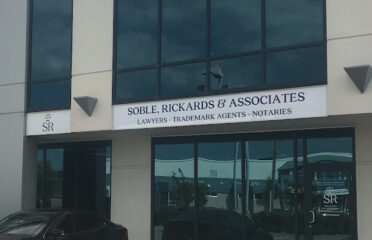 SOBLE, RICKARDS & ASSOCIATES
LAWYERS - TRADEMARK AGENTS - NOTARIES
SR
SR